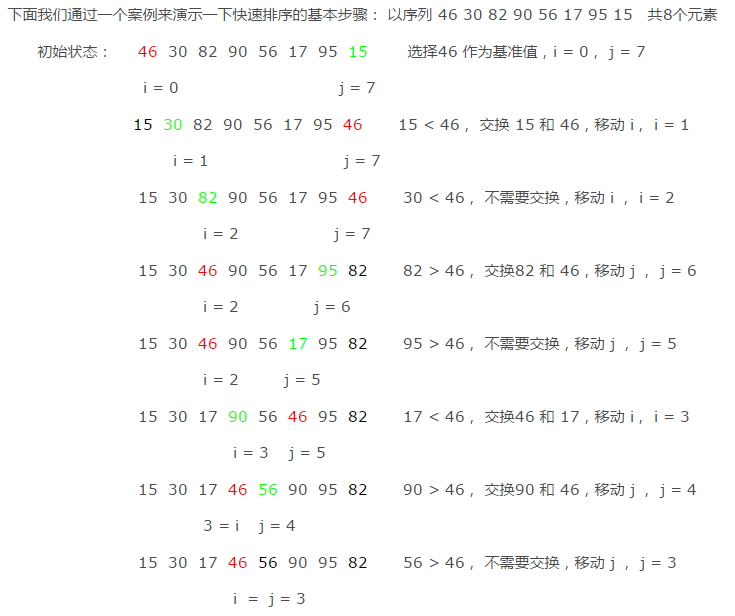 下面我们通过一个案例来演示一下快速排序的基本步骤： 以序列 46 30 82 90 56 17 95 15 共8个元素
初始状态： 46 30 82 90 56 17 95 15 选择46 作为基准值，i = 0， j = 7
i = 0 j = 7
15 30 82 90 56 17 95 46 15 < 46， 交换 15 和 46，移动 i， i = 1
i = 1 j = 7
15 30 82 90 56 17 95 46 30 < 46， 不需要交换，移动 i ， i = 2
i = 2 j = 7
15 30 46 90 56 17 95 82 82 > 46， 交换82 和 46，移动 j ， j = 6
i = 2 j = 6
15 30 46 90 56 17 95 82 95 > 46， 不需要交换，移动 j ， j = 5
i = 2 j = 5
15 30 17 90 56 46 95 82 17 < 46， 交换46 和 17，移动 i， i = 3
i = 3 j = 5
15 30 17 46 56 90 95 82 90 > 46， 交换90 和 46，移动 j ， j = 4
3 = i j = 4
15 30 17 46 56 90 95 82 56 > 46， 不需要交换，移动 j ， j = 3
i = j = 3